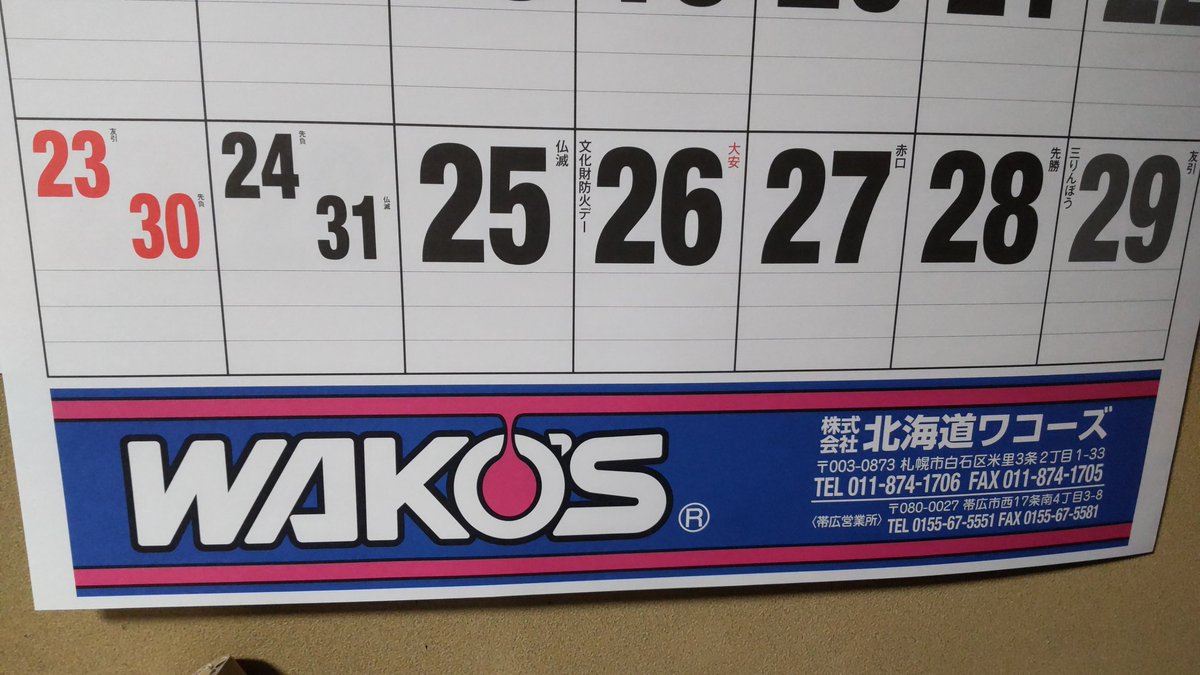 23 友引 24 先負 25 仏滅 文化財防火デー 26 大安 27 赤口 28 先勝 三りんぼう 29 友引
30 先負 31 仏滅
WAKO'S ®
株式会社 北海道ワコーズ
〒003-0873 札幌市白石区米里3条2丁目1-33
TEL 011-874-1706 FAX 011-874-1705
〈帯広営業所〉 〒080-0027 帯広市西17条南4丁目3-8
TEL 0155-67-5551 FAX 0155-67-5581